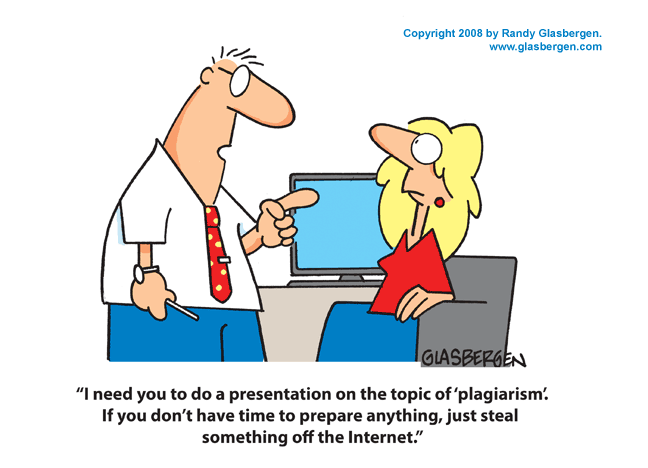 Copyright 2008 by Randy Glasbergen.
www.glasbergen.com
GLASBERGEN
“I need you to do a presentation on the topic of ‘plagiarism’.
If you don’t have time to prepare anything, just steal
something off the Internet.”